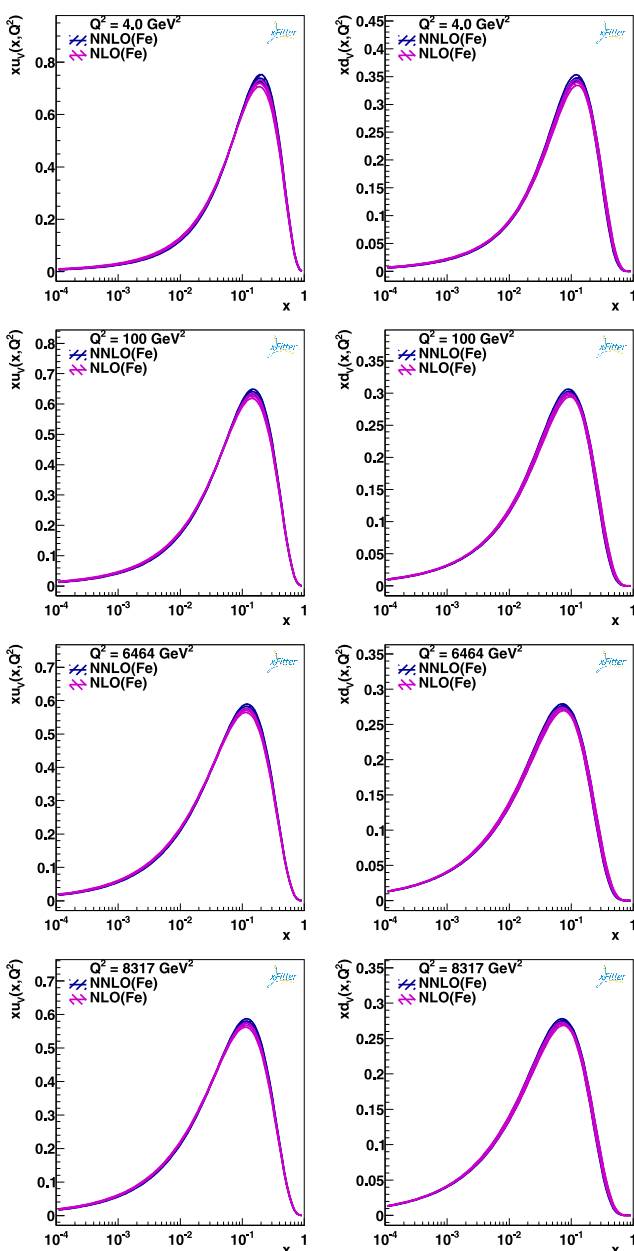 Q² = 4.0 GeV²
NNLO(Fe)
NLO(Fe)
xFitter
xu_V(x,Q²)
0.8
0.6
0.4
0.2
0
10⁻⁴ 10⁻³ 10⁻² 10⁻¹ 1
x
Q² = 4.0 GeV²
NNLO(Fe)
NLO(Fe)
xFitter
xd_V(x,Q²)
0.45
0.4
0.35
0.3
0.25
0.2
0.15
0.1
0.05
0
10⁻⁴ 10⁻³ 10⁻² 10⁻¹ 1
x
Q² = 100 GeV²
NNLO(Fe)
NLO(Fe)
xFitter
xu_V(x,Q²)
0.8
0.7
0.6
0.5
0.4
0.3
0.2
0.1
0
10⁻⁴ 10⁻³ 10⁻² 10⁻¹ 1
x
Q² = 100 GeV²
NNLO(Fe)
NLO(Fe)
xFitter
xd_V(x,Q²)
0.35
0.3
0.25
0.2
0.15
0.1
0.05
0
10⁻⁴ 10⁻³ 10⁻² 10⁻¹ 1
x
Q² = 6464 GeV²
NNLO(Fe)
NLO(Fe)
xFitter
xu_V(x,Q²)
0.7
0.6
0.5
0.4
0.3
0.2
0.1
0
10⁻⁴ 10⁻³ 10⁻² 10⁻¹ 1
x
Q² = 6464 GeV²
NNLO(Fe)
NLO(Fe)
xFitter
xd_V(x,Q²)
0.35
0.3
0.25
0.2
0.15
0.1
0.05
0
10⁻⁴ 10⁻³ 10⁻² 10⁻¹ 1
x
Q² = 8317 GeV²
NNLO(Fe)
NLO(Fe)
xFitter
xu_V(x,Q²)
0.7
0.6
0.5
0.4
0.3
0.2
0.1
0
10⁻⁴ 10⁻³ 10⁻² 10⁻¹ 1
x
Q² = 8317 GeV²
NNLO(Fe)
NLO(Fe)
xFitter
xd_V(x,Q²)
0.35
0.3
0.25
0.2
0.15
0.1
0.05
0
10⁻⁴ 10⁻³ 10⁻² 10⁻¹ 1
x